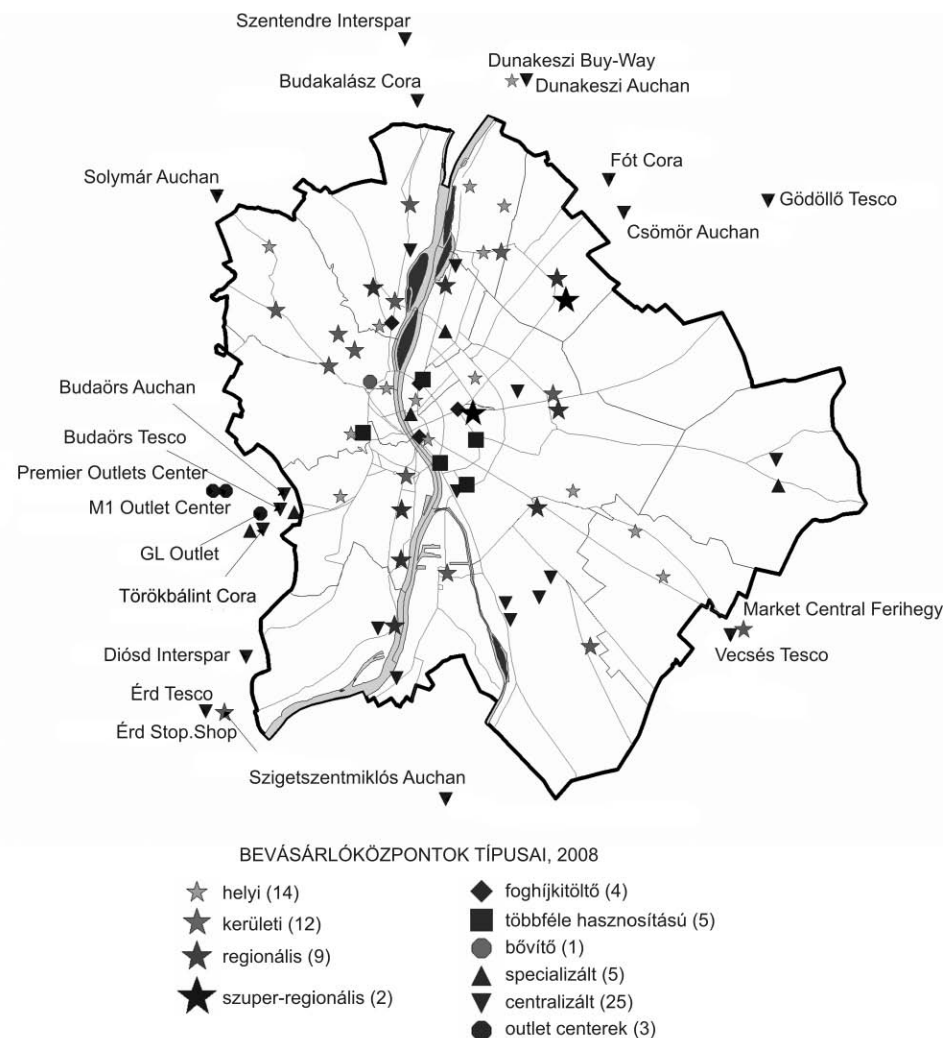 Szentendre Interspar
Dunakeszi Buy-Way
Budakalász Cora
Dunakeszi Auchan
Fót Cora
Solymár Auchan
Gödöllő Tesco
Csömör Auchan
Budaörs Auchan
Budaörs Tesco
Premier Outlets Center
M1 Outlet Center
GL Outlet
Törökbálint Cora
Market Central Ferihegy
Diósd Interspar
Vecsés Tesco
Érd Tesco
Érd Stop.Shop
Szigetszentmiklós Auchan
BEVÁSÁRLÓKÖZPONTOK TÍPUSAI, 2008
helyi (14)
kerületi (12)
regionális (9)
szuper-regionális (2)
foghíjkitöltő (4)
többféle hasznosítású (5)
bővítő (1)
specializált (5)
centralizált (25)
outlet centerek (3)